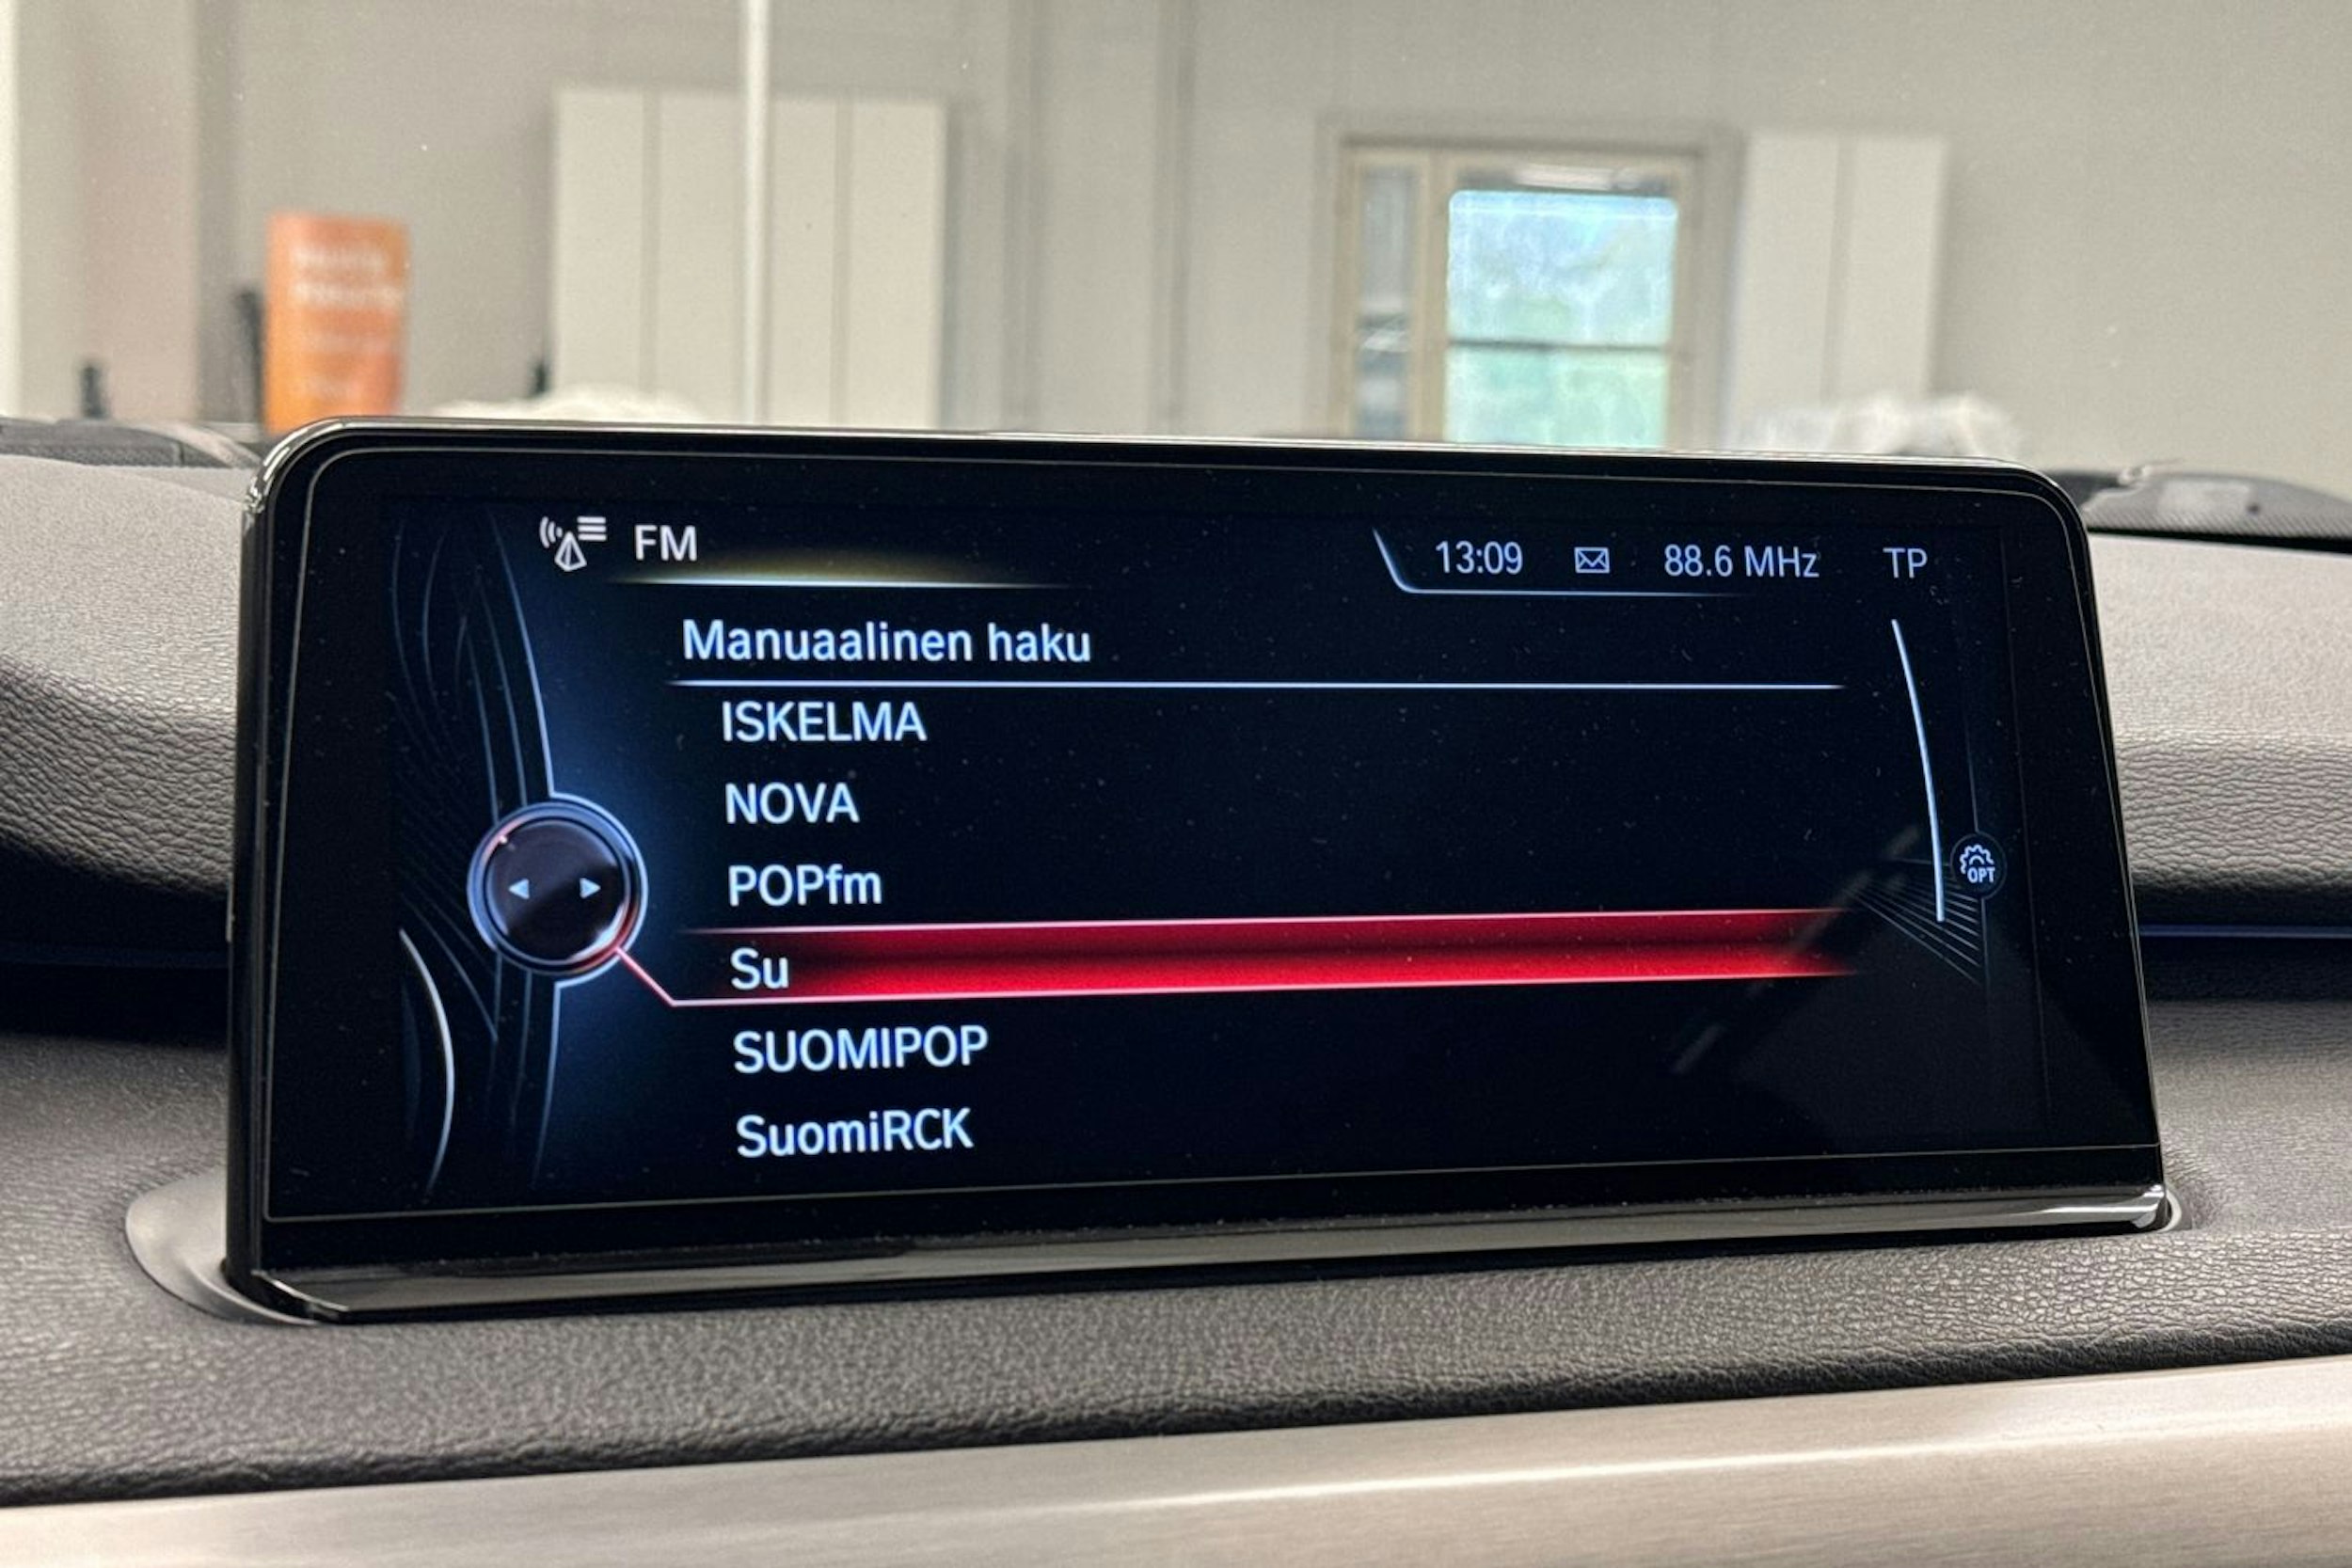 FM
13:09 88.6 MHz TP
Manuaalinen haku
ISKELMA
NOVA
POPfm
Su
SUOMIPOP
SuomiRCK
OPT